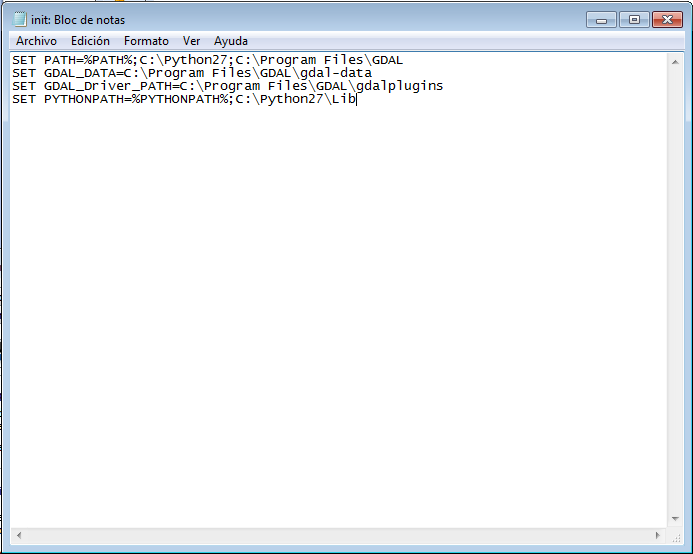 init: Bloc de notas
Archivo Edición Formato Ver Ayuda
SET PATH=%PATH%;C:\Python27;C:\Program Files\GDAL
SET GDAL_DATA=C:\Program Files\GDAL\gdal-data
SET GDAL_Driver_PATH=C:\Program Files\GDAL\gdalplugins
SET PYTHONPATH=%PYTHONPATH%;C:\Python27\Lib